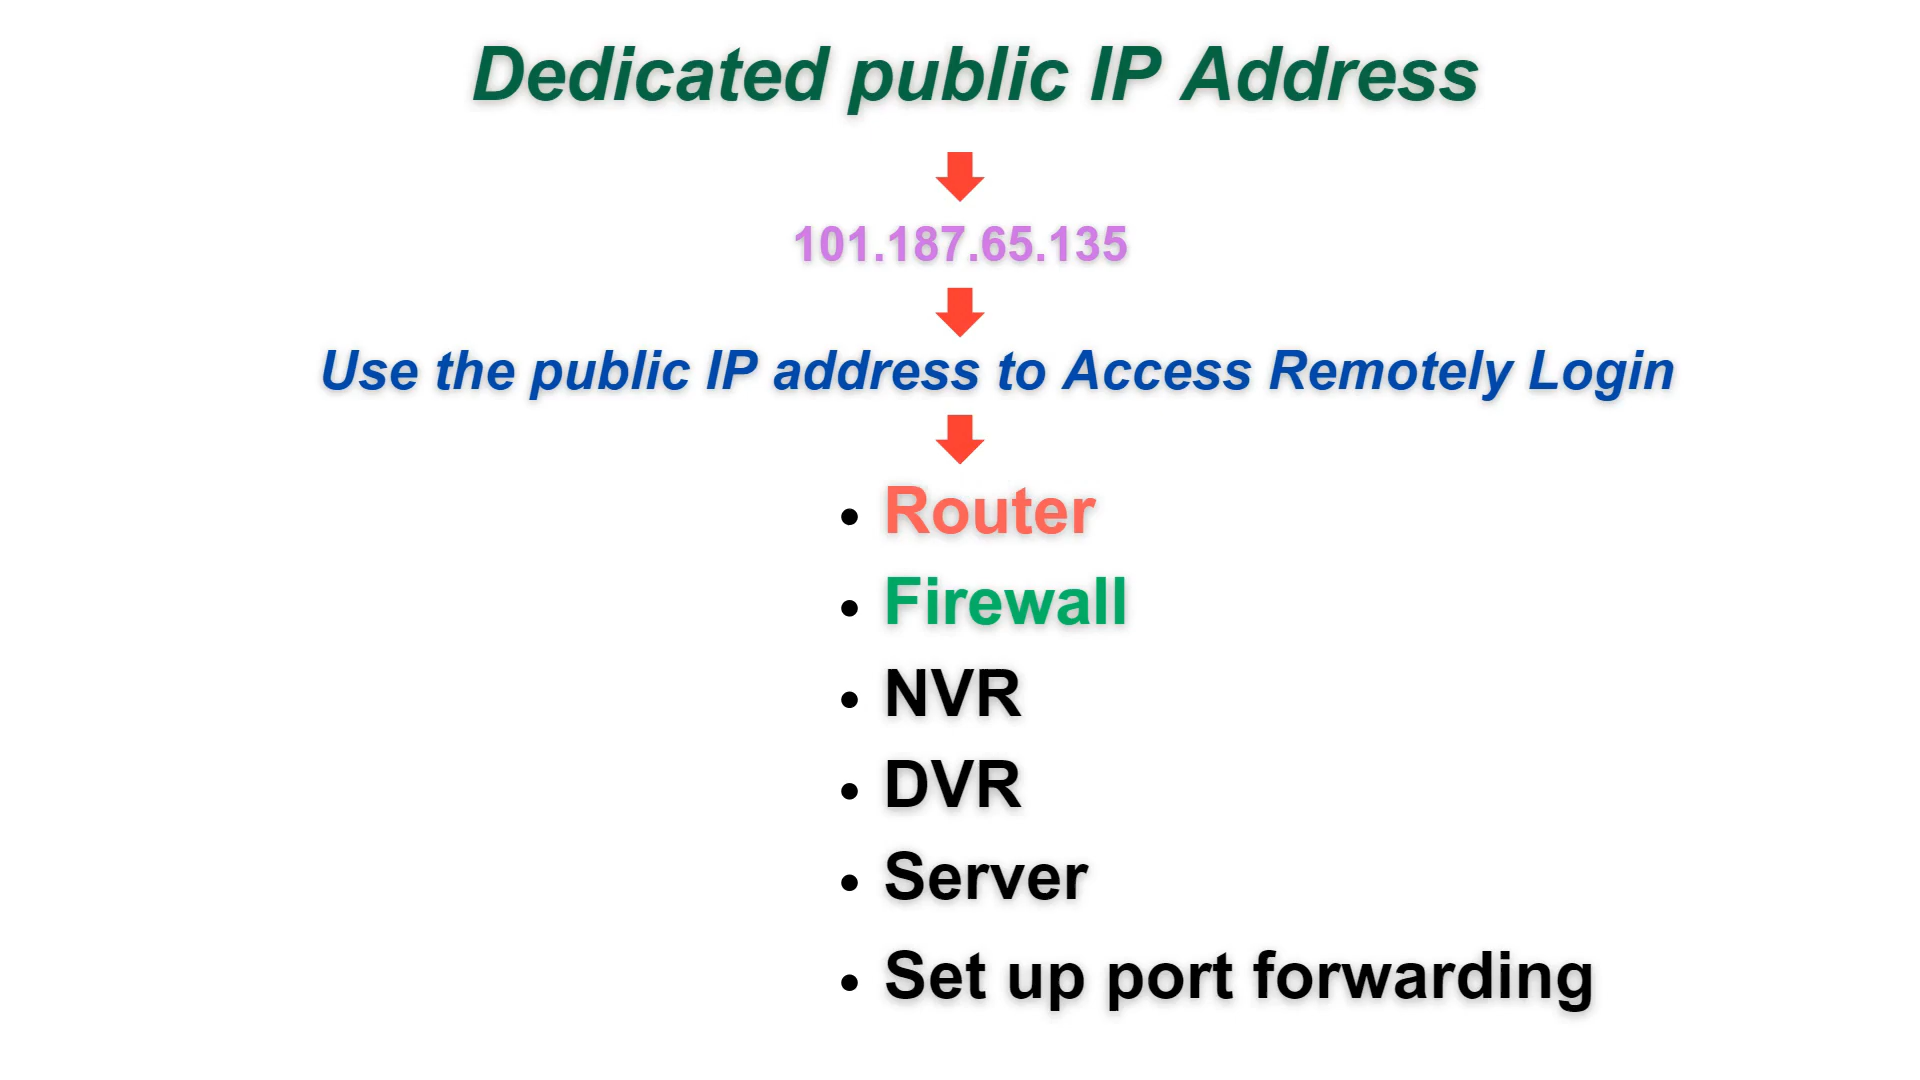 Dedicated public IP Address
101.187.65.135
Use the public IP address to Access Remotely Login
• Router
• Firewall
• NVR
• DVR
• Server
• Set up port forwarding